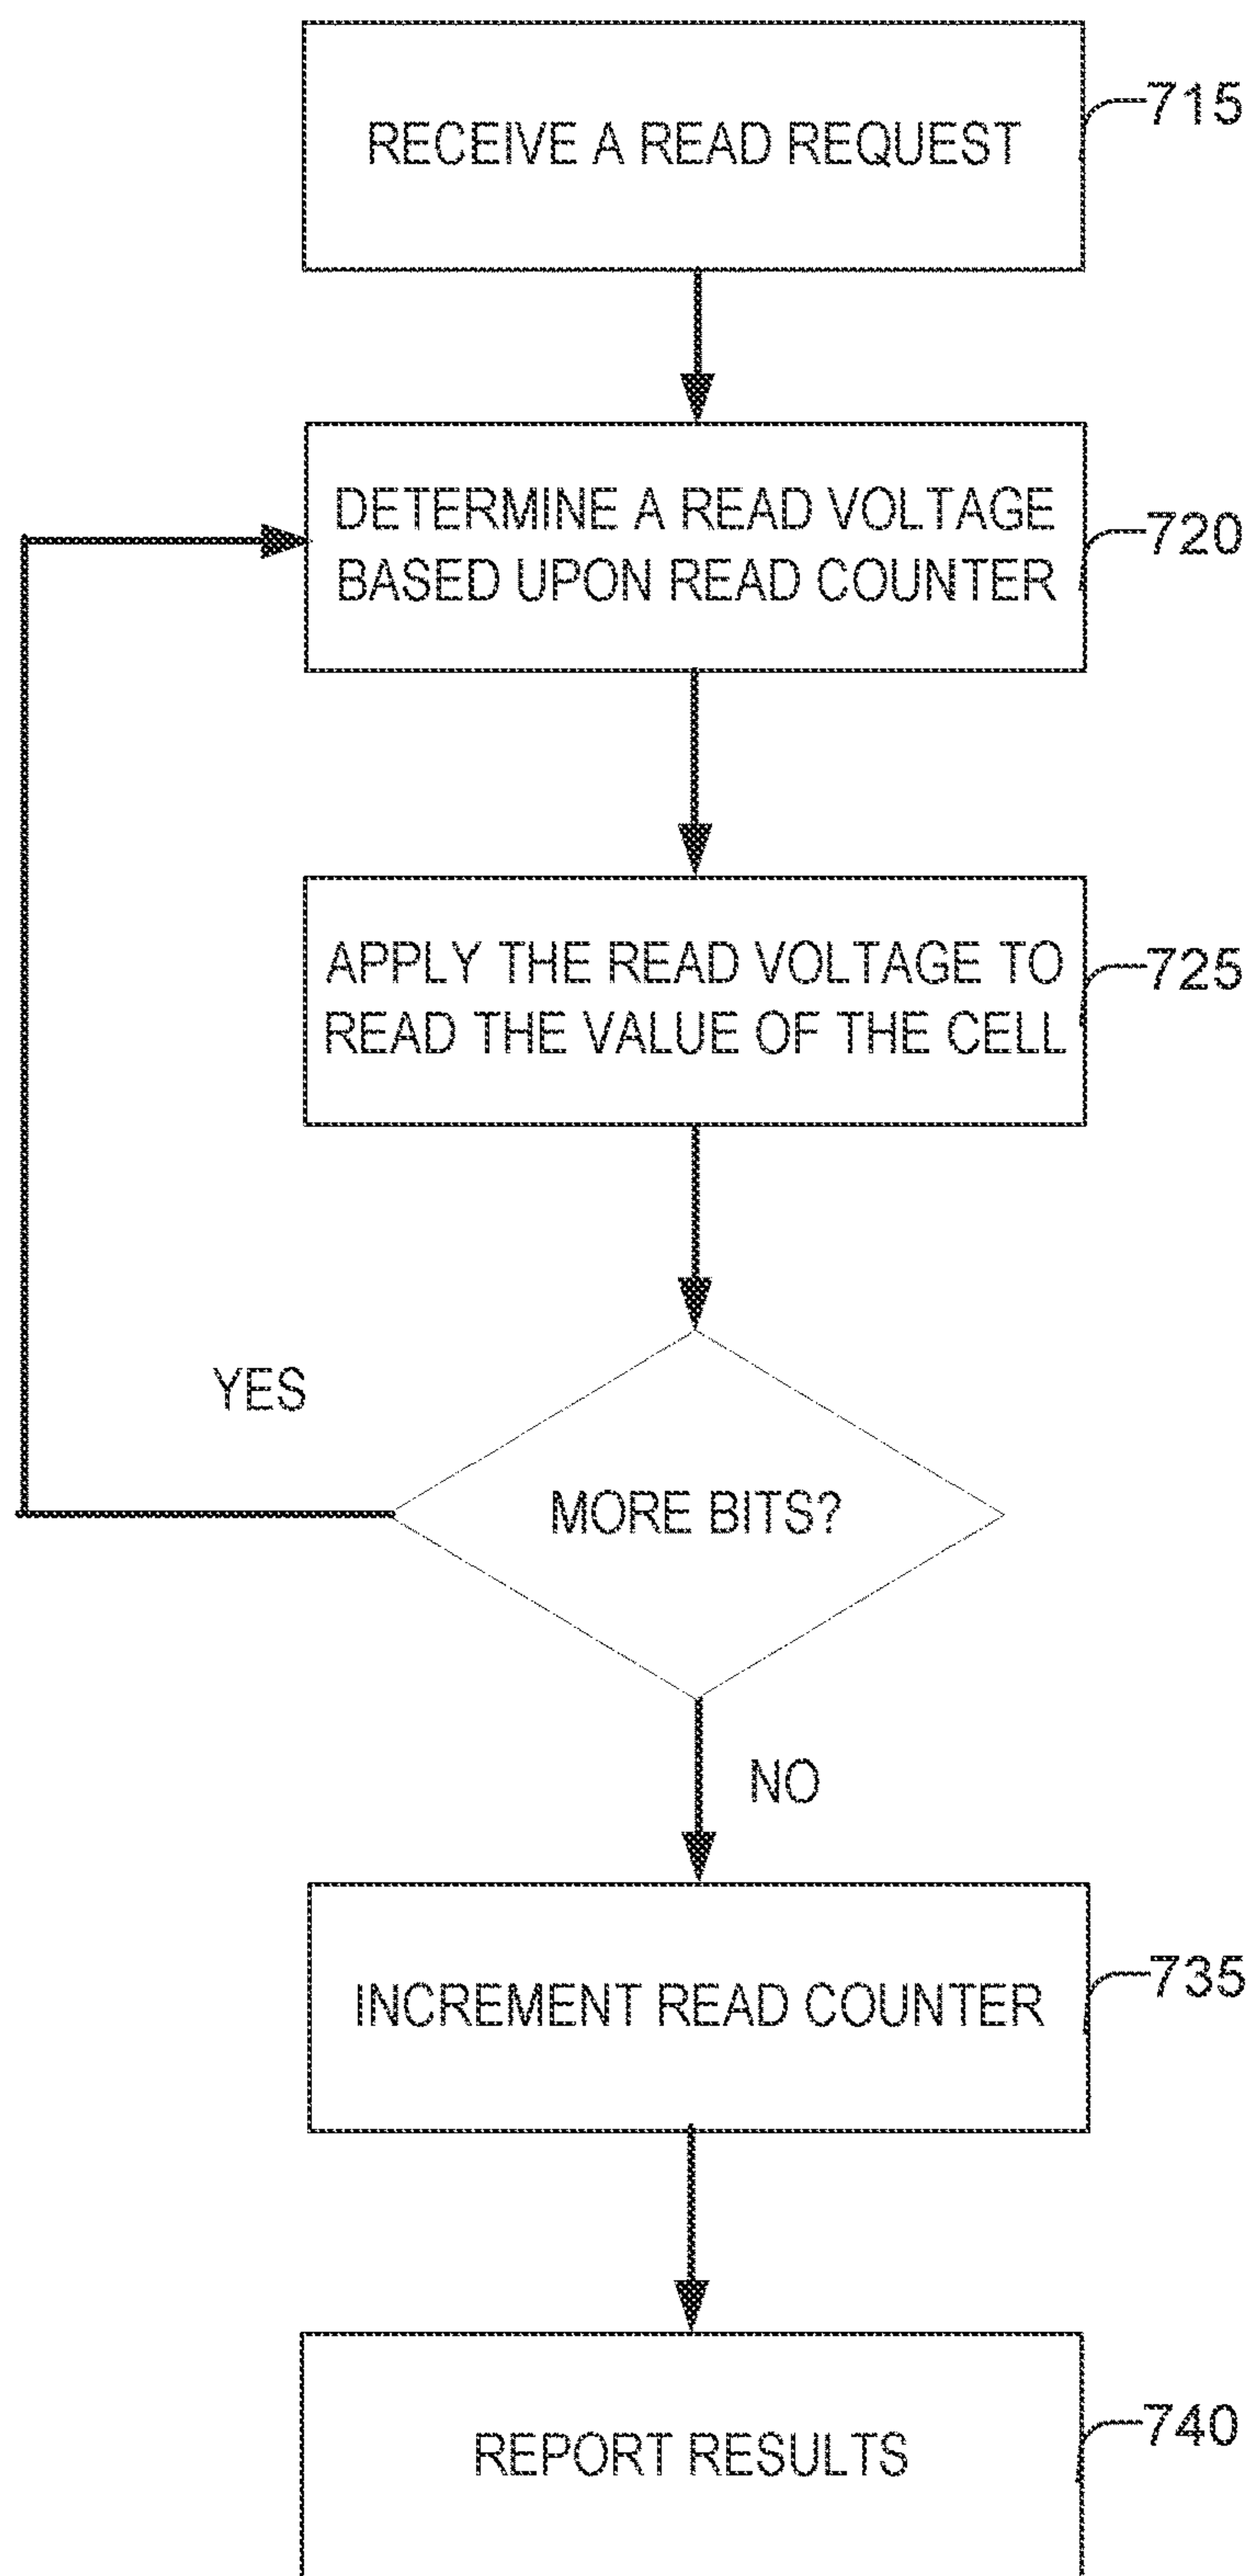 RECEIVE A READ REQUEST
715
DETERMINE A READ VOLTAGE
BASED UPON READ COUNTER
720
APPLY THE READ VOLTAGE TO
READ THE VALUE OF THE CELL
725
YES
MORE BITS?
NO
INCREMENT READ COUNTER
735
REPORT RESULTS
740